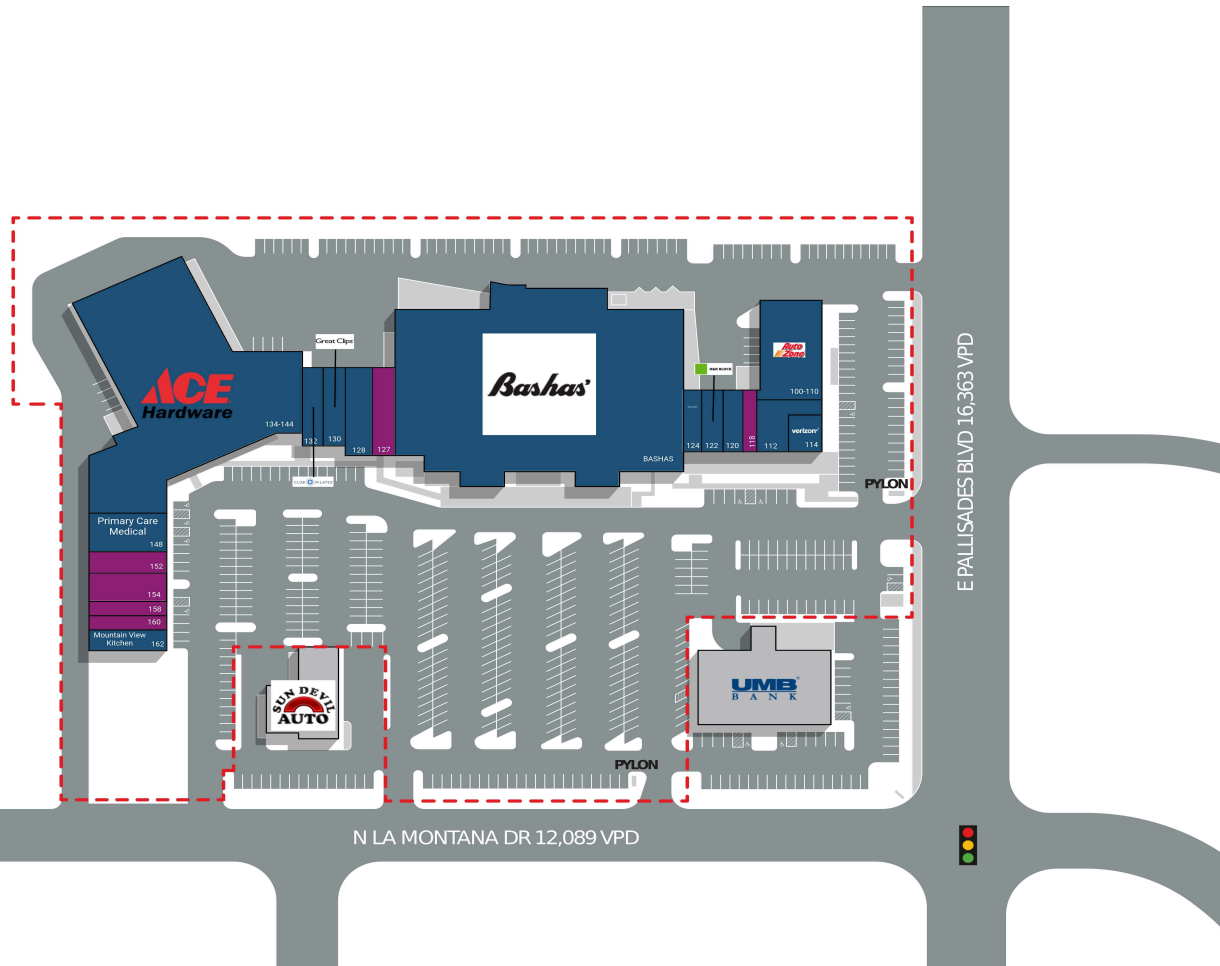 Great Clips
ACE
Hardware
134-144
132
130
128
127
CLUB PILATES
Bashas'
BASHAS
H&R BLOCK
124
122
120
118
112
Auto
Zone
100-110
verizon
114
PYLON
E PALLISADES BLVD 16,363 VPD
Primary Care
Medical
148
152
154
158
160
Mountain View
Kitchen
162
SUN DEVIL
AUTO
UMB
BANK
PYLON
N LA MONTANA DR 12,089 VPD